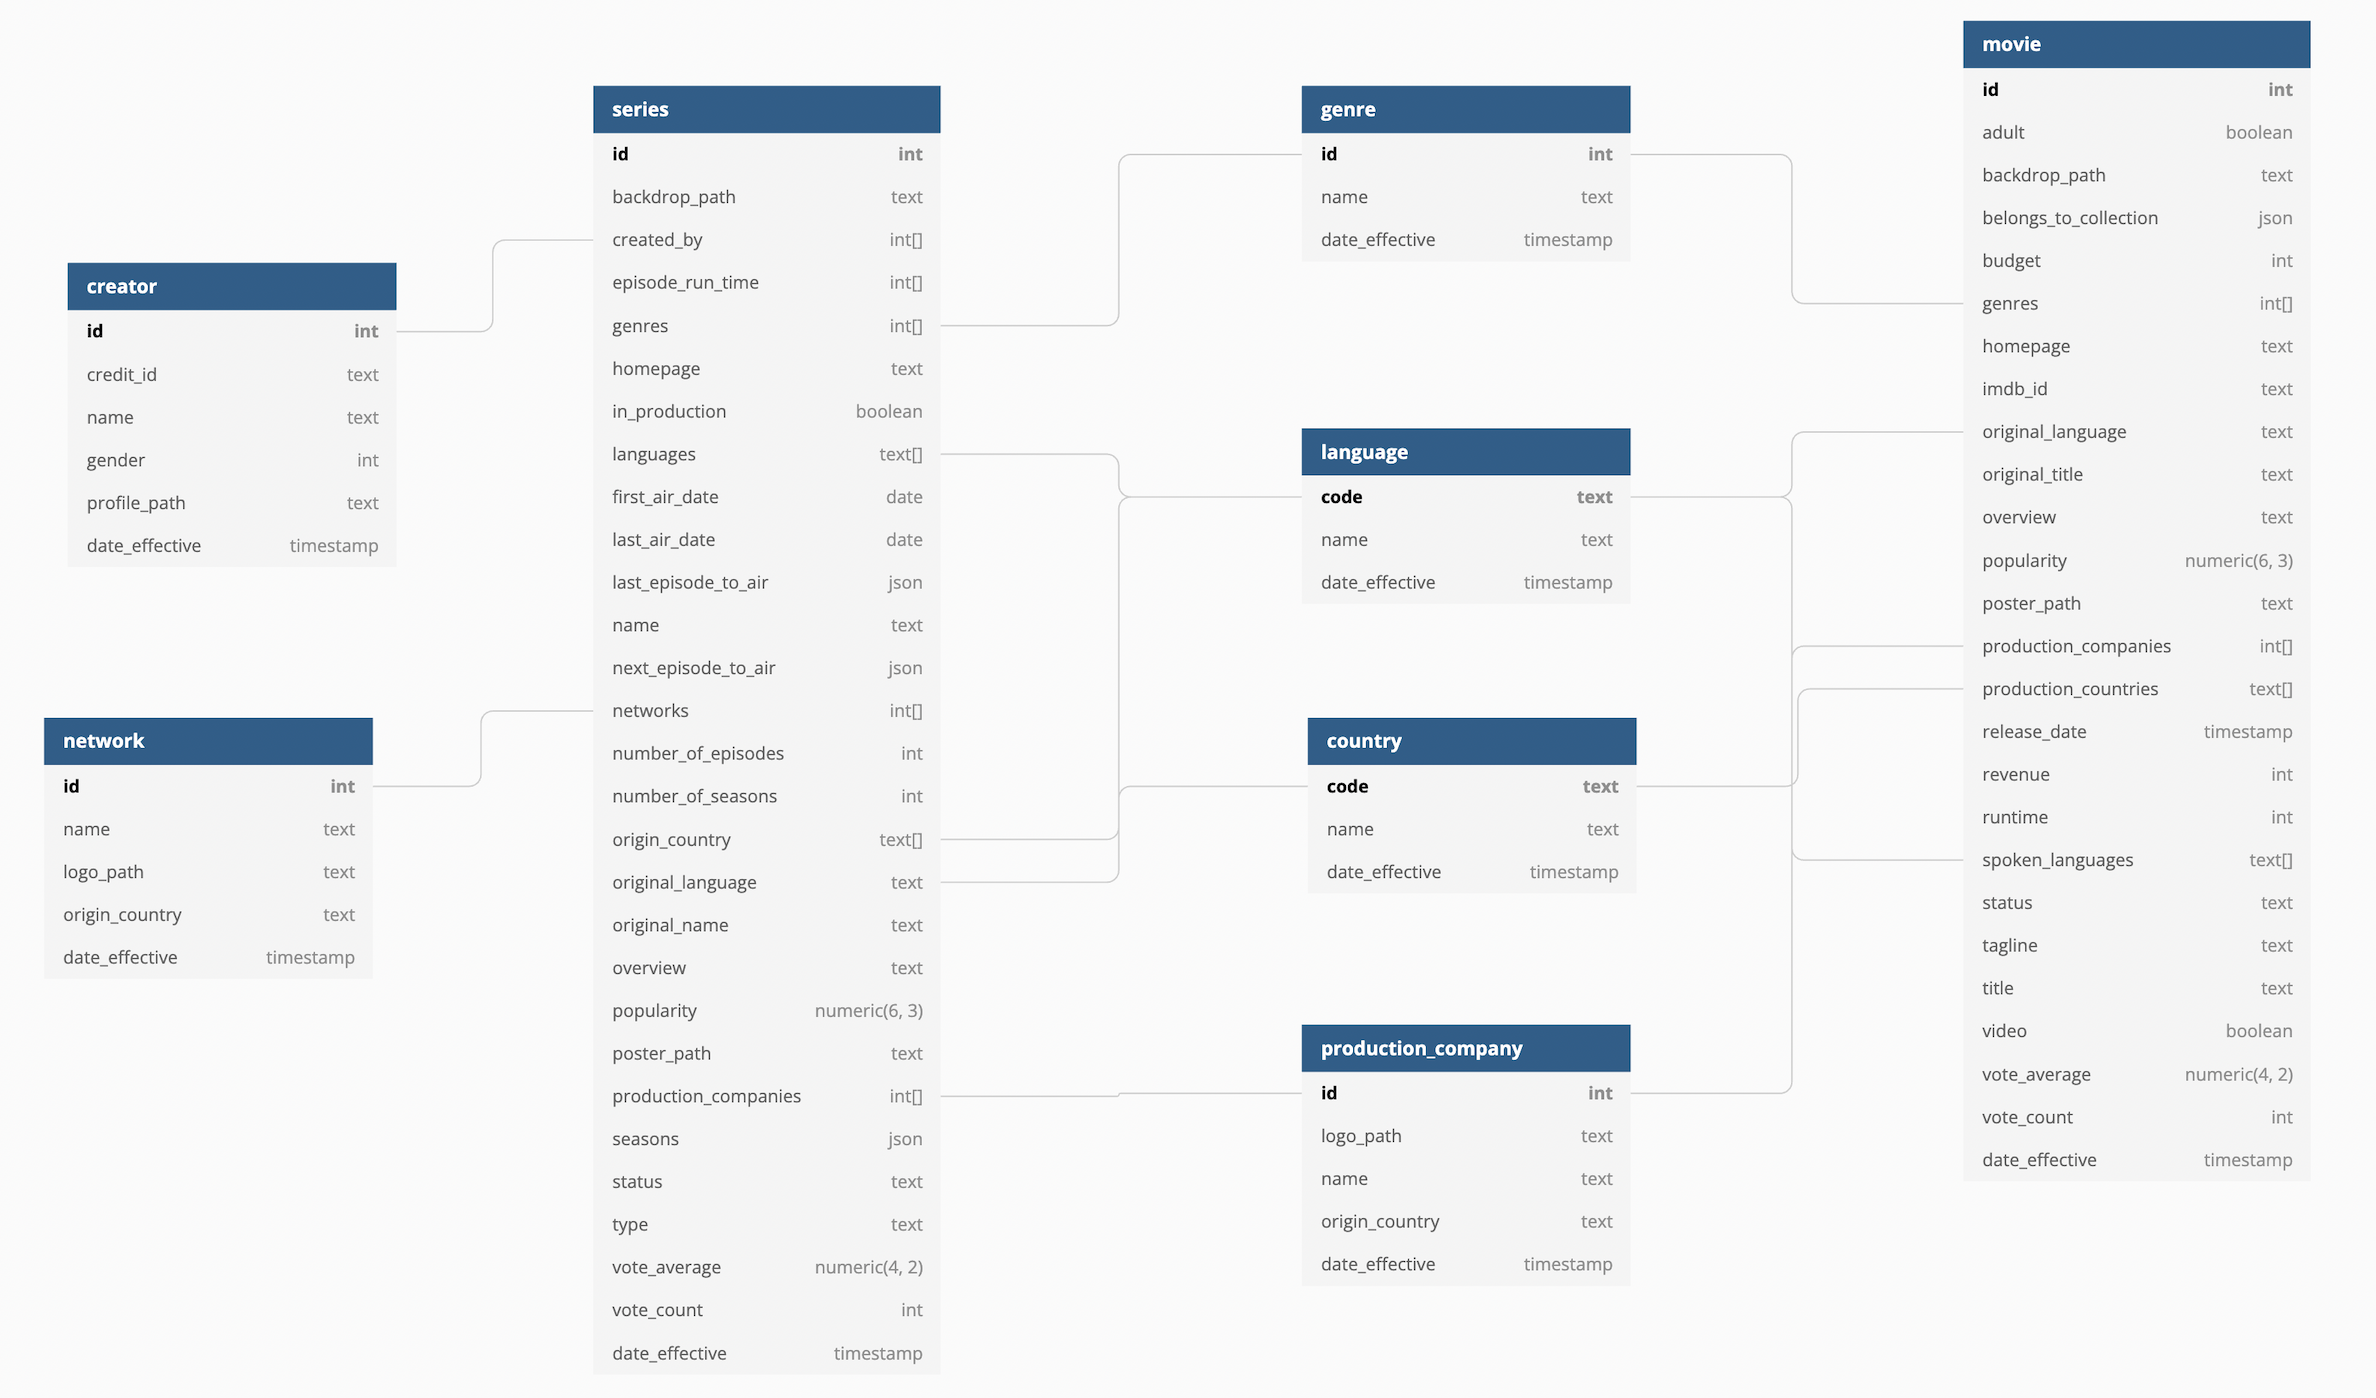 creator
id int
credit_id text
name text
gender int
profile_path text
date_effective timestamp
network
id int
name text
logo_path text
origin_country text
date_effective timestamp
series
id int
backdrop_path text
created_by int[]
episode_run_time int[]
genres int[]
homepage text
in_production boolean
languages text[]
first_air_date date
last_air_date date
last_episode_to_air json
name text
next_episode_to_air json
networks int[]
number_of_episodes int
number_of_seasons int
origin_country text[]
original_language text
original_name text
overview text
popularity numeric(6, 3)
poster_path text
production_companies int[]
seasons json
status text
type text
vote_average numeric(4, 2)
vote_count int
date_effective timestamp
genre
id int
name text
date_effective timestamp
language
code text
name text
date_effective timestamp
country
code text
name text
date_effective timestamp
production_company
id int
logo_path text
name text
origin_country text
date_effective timestamp
movie
id int
adult boolean
backdrop_path text
belongs_to_collection json
budget int
genres int[]
homepage text
imdb_id text
original_language text
original_title text
overview text
popularity numeric(6, 3)
poster_path text
production_companies int[]
production_countries text[]
release_date timestamp
revenue int
runtime int
spoken_languages text[]
status text
tagline text
title text
video boolean
vote_average numeric(4, 2)
vote_count int
date_effective timestamp